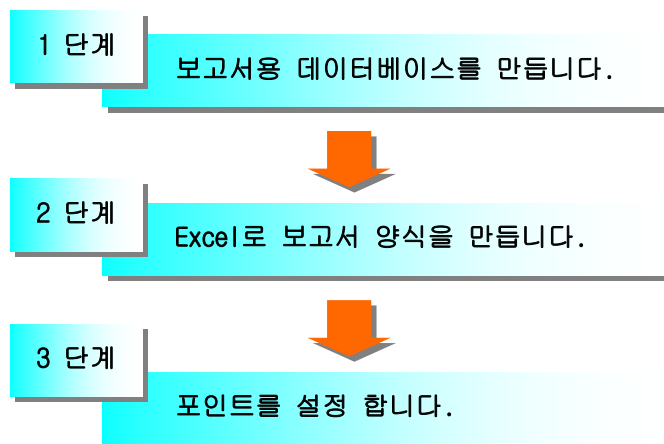 1 단계
보고서용 데이터베이스를 만듭니다.
2 단계
Excel로 보고서 양식을 만듭니다.
3 단계
포인트를 설정 합니다.